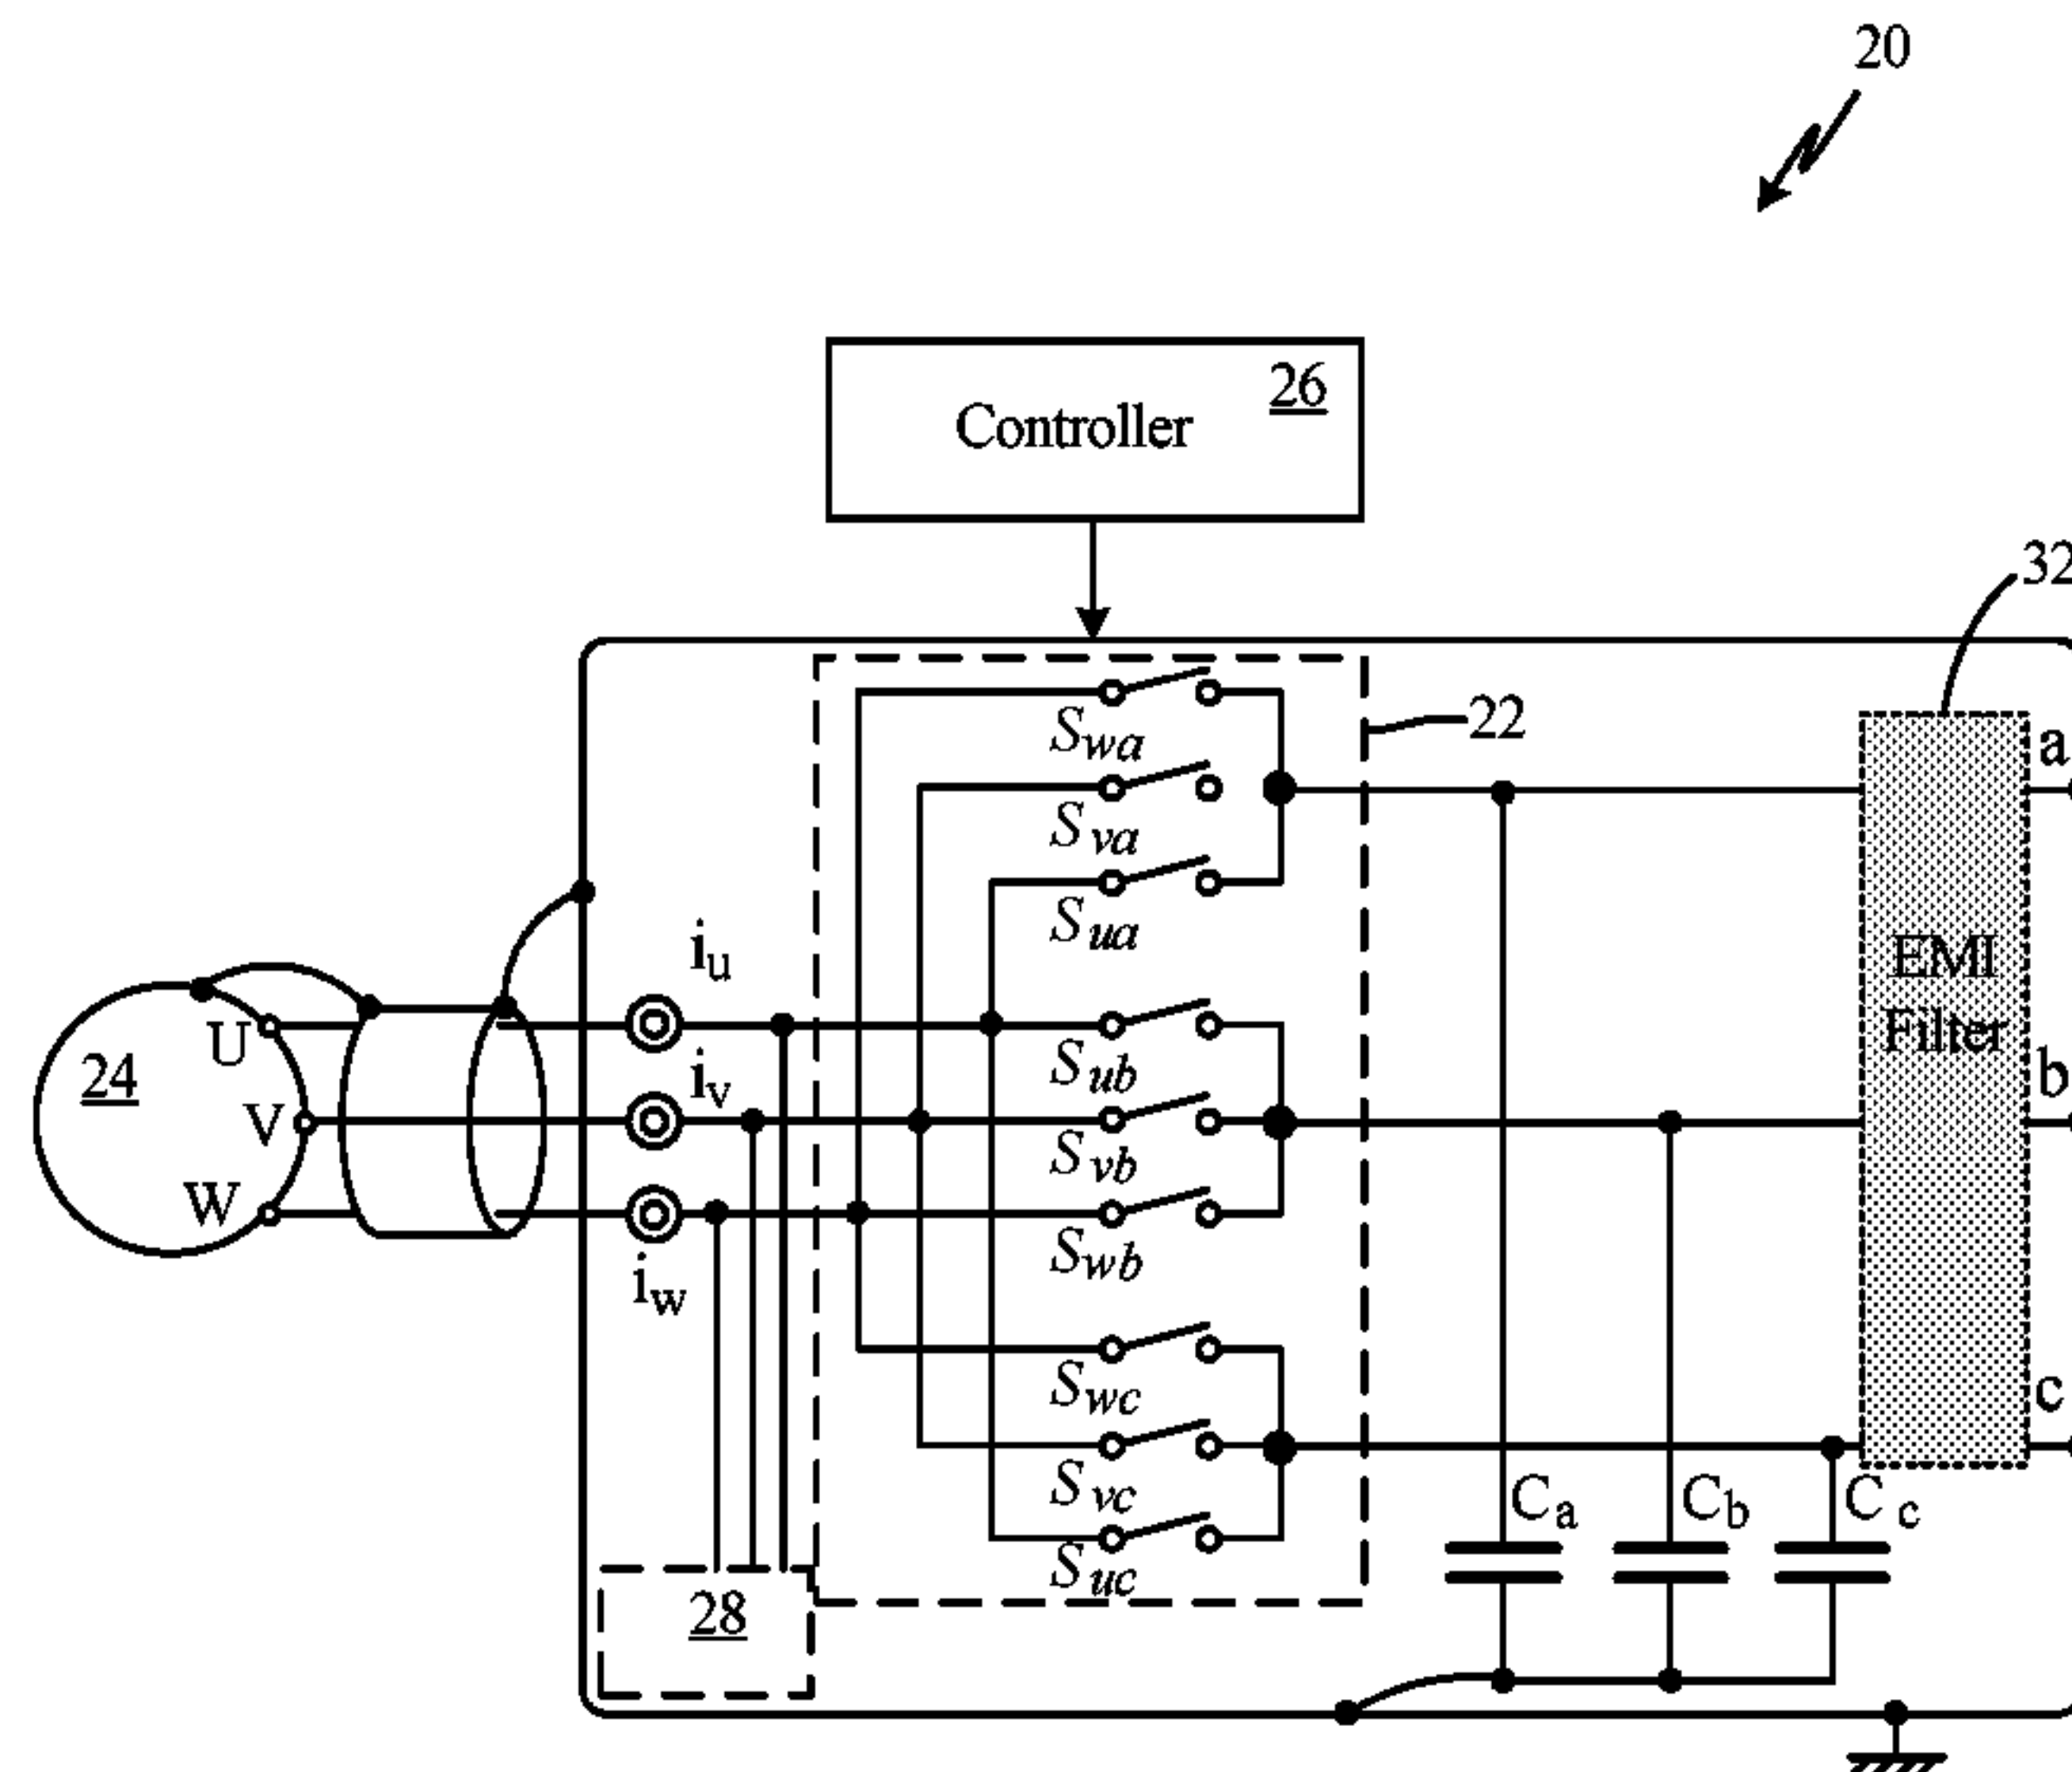 20
26
Controller
32
22
Swa
a
Sva
Sua
iu
EMI
Filter
U
iv
Sub
b
24
V
Svb
W
Swb
iw
Swc
c
Svc
Ca
Cb
Cc
Suc
28